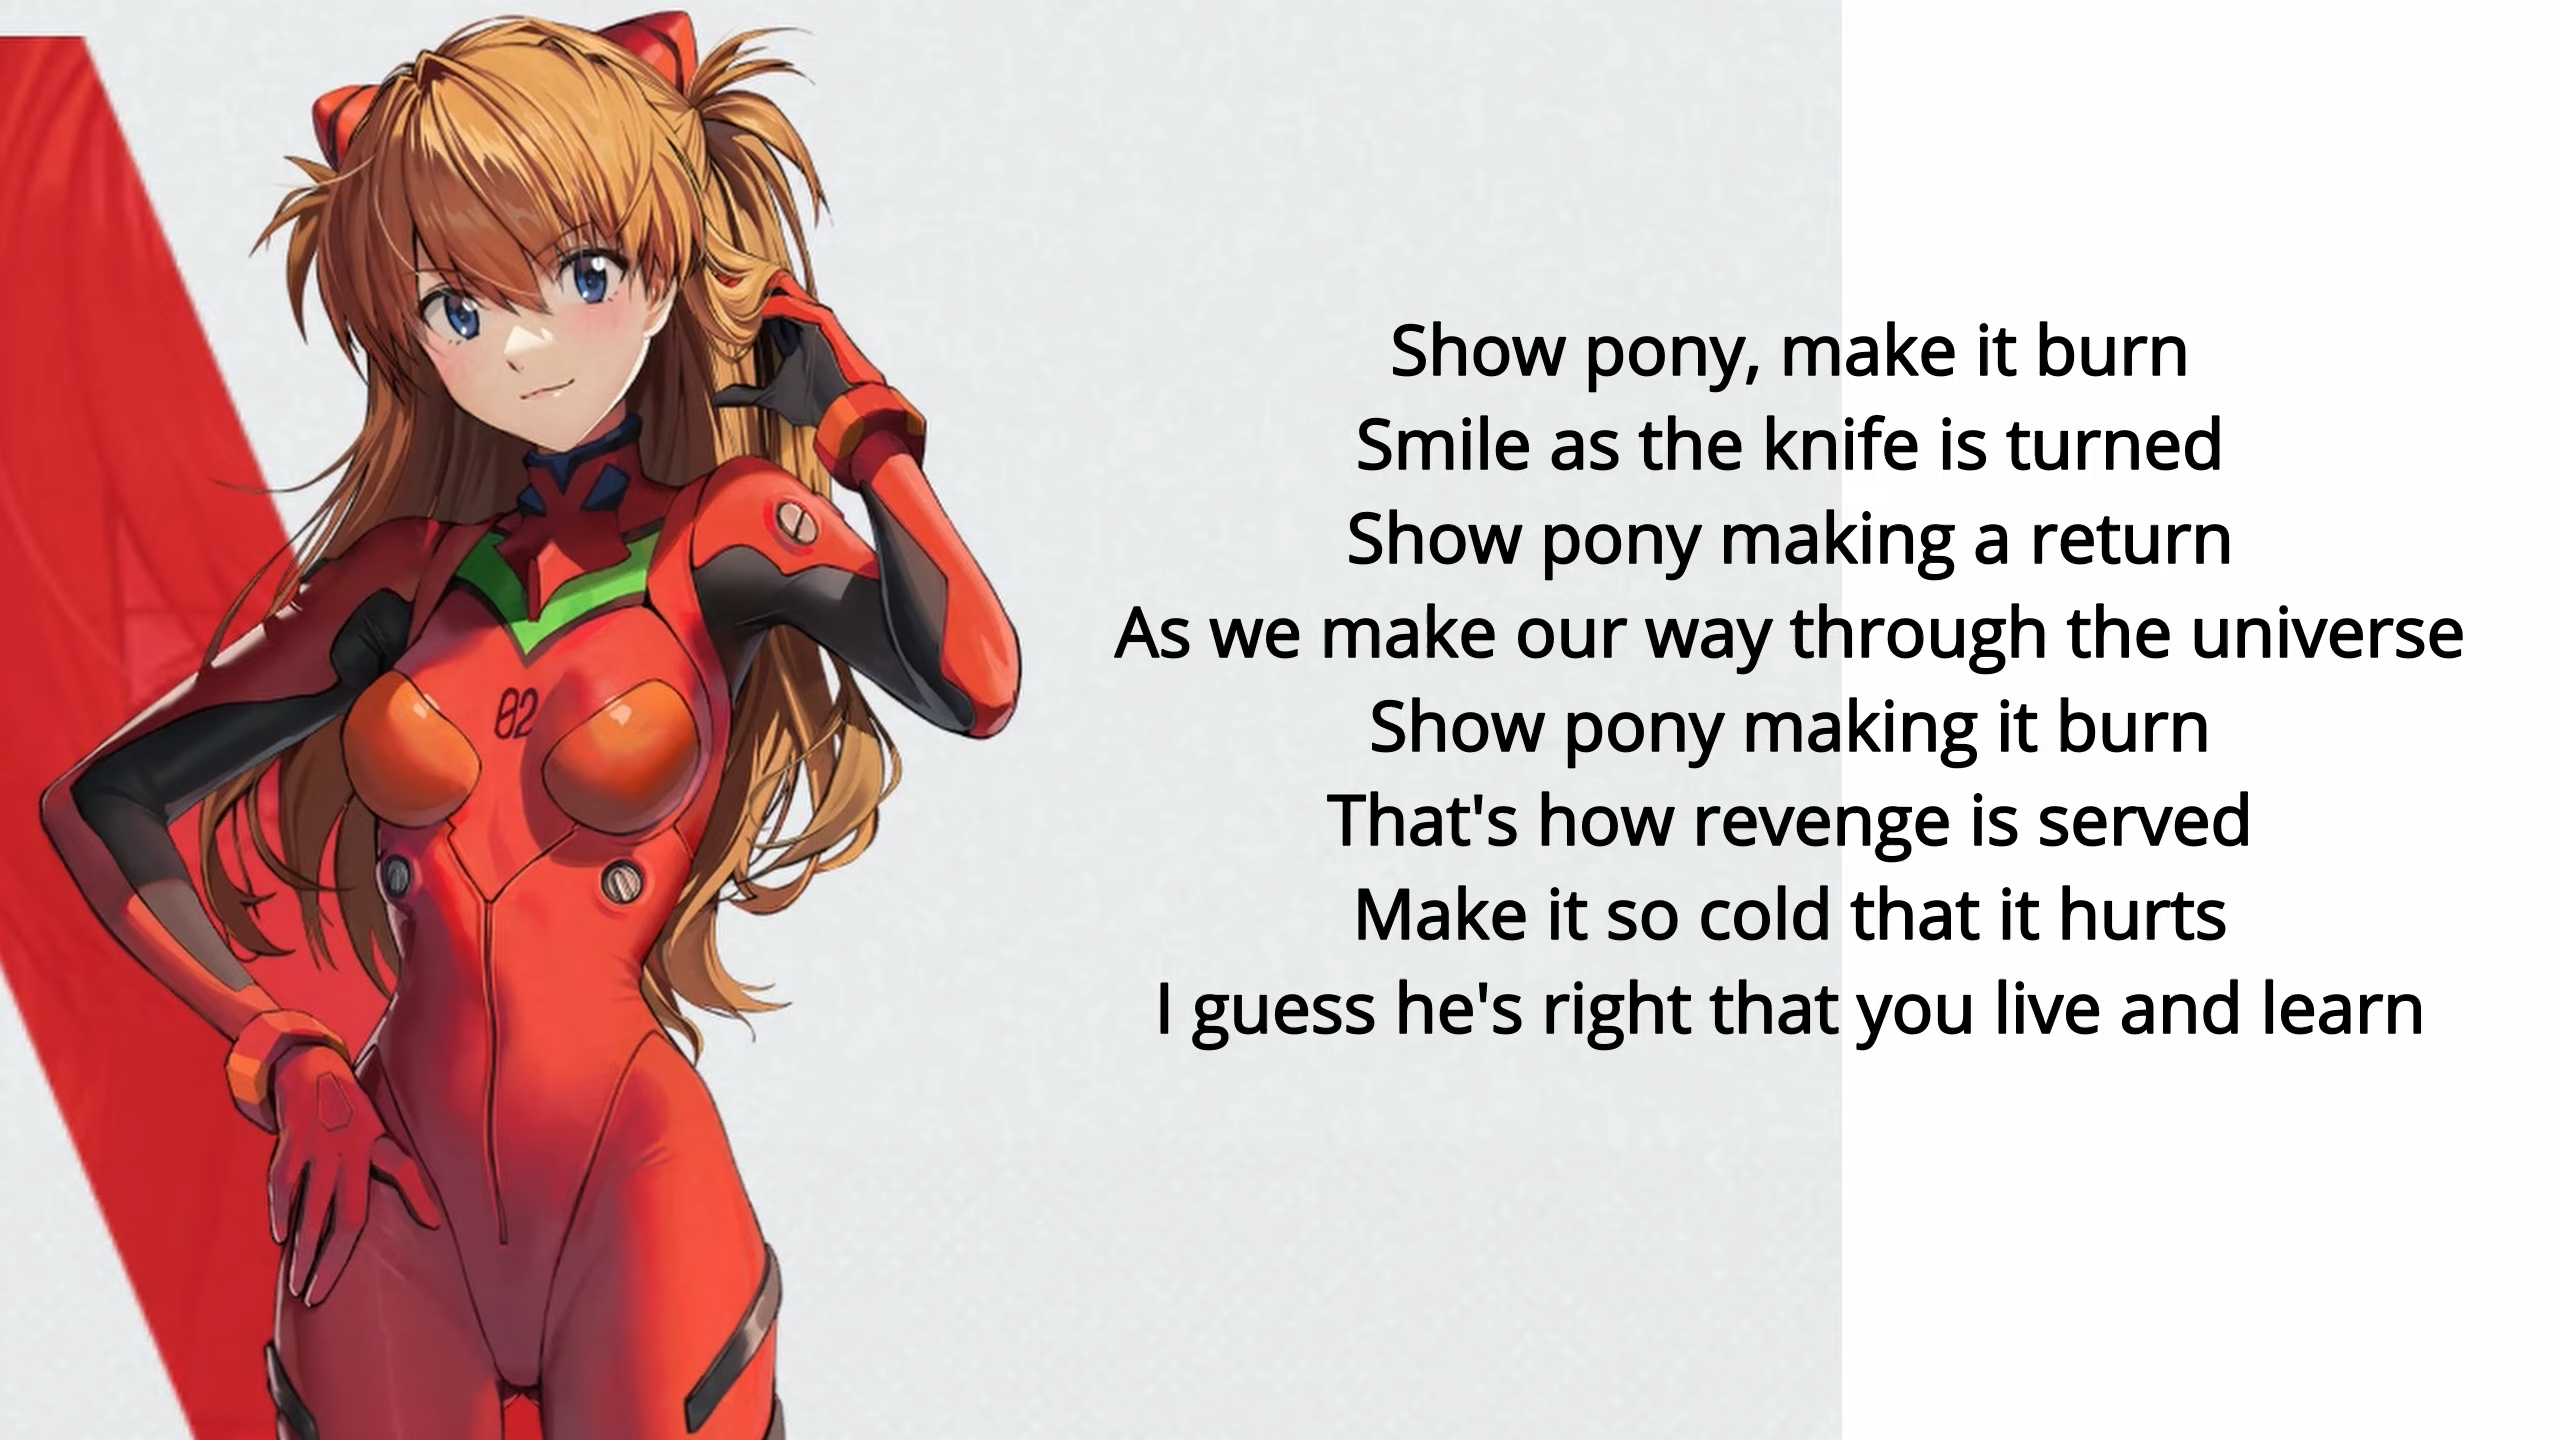 Show pony, make it burn
Smile as the knife is turned
Show pony making a return
As we make our way through the universe
Show pony making it burn
That's how revenge is served
Make it so cold that it hurts
I guess he's right that you live and learn
02